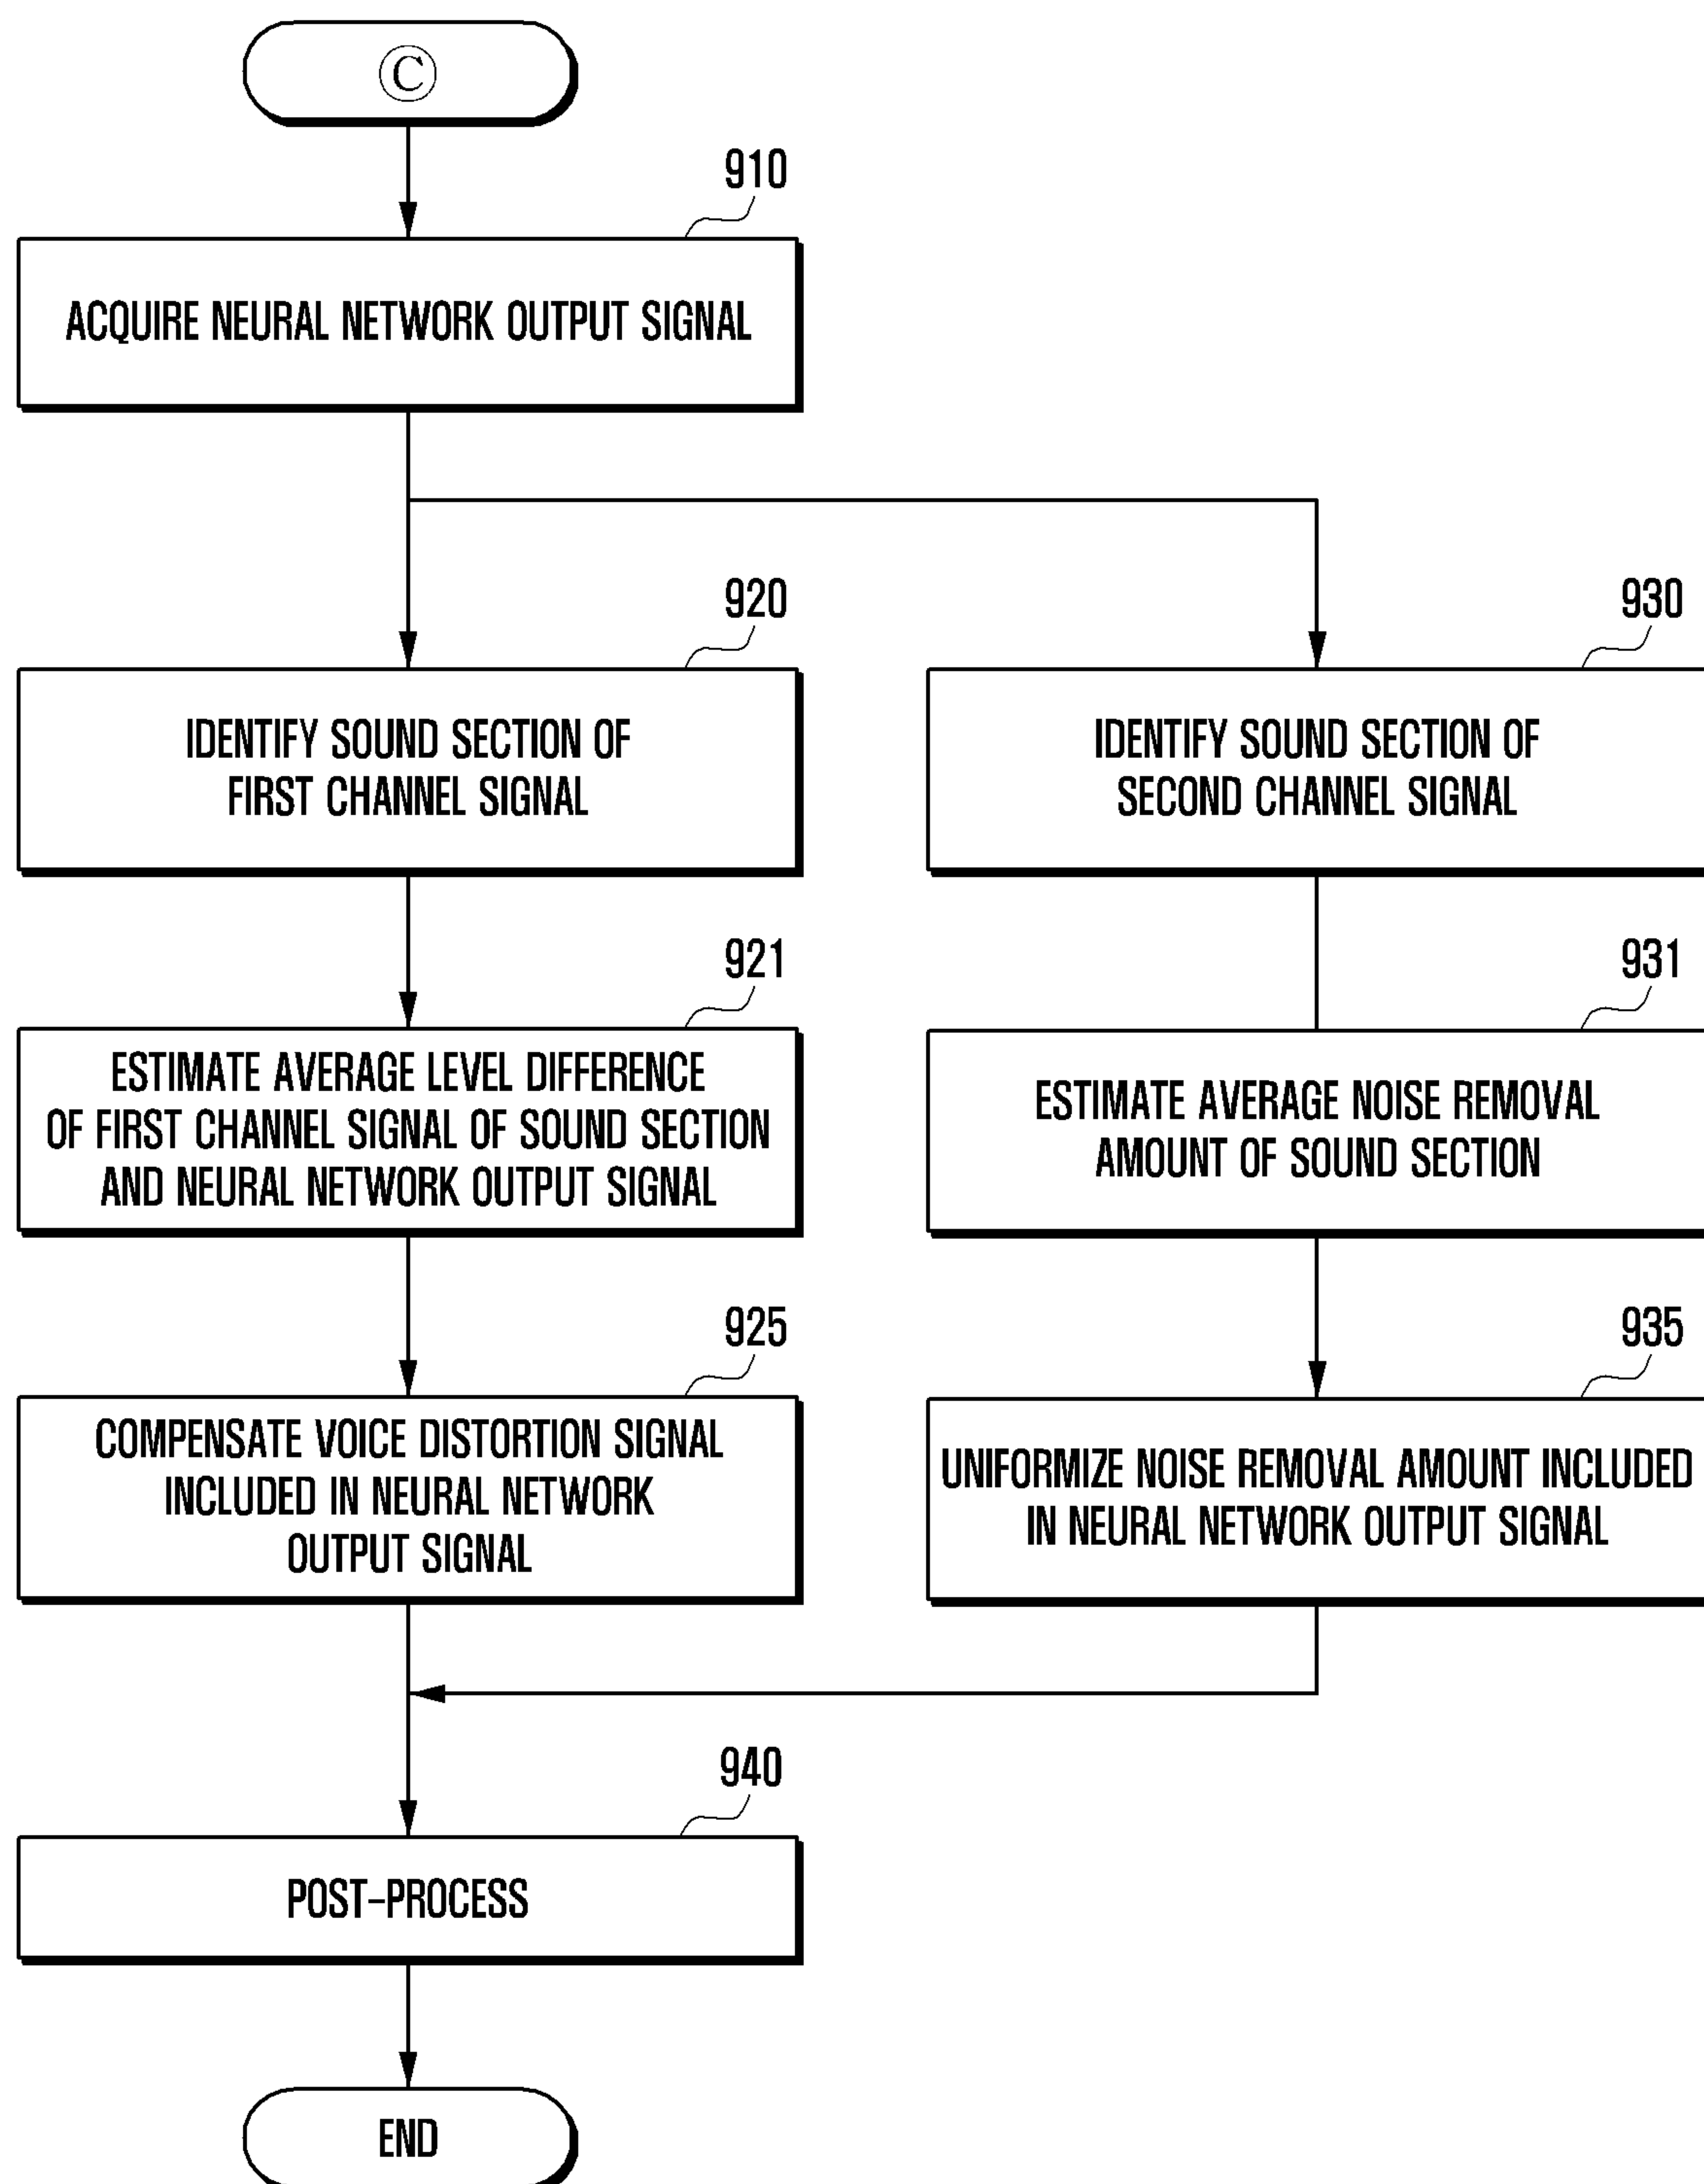 Ⓒ
910
ACQUIRE NEURAL NETWORK OUTPUT SIGNAL
920
IDENTIFY SOUND SECTION OF
FIRST CHANNEL SIGNAL
930
IDENTIFY SOUND SECTION OF
SECOND CHANNEL SIGNAL
921
ESTIMATE AVERAGE LEVEL DIFFERENCE
OF FIRST CHANNEL SIGNAL OF SOUND SECTION
AND NEURAL NETWORK OUTPUT SIGNAL
931
ESTIMATE AVERAGE NOISE REMOVAL
AMOUNT OF SOUND SECTION
925
COMPENSATE VOICE DISTORTION SIGNAL
INCLUDED IN NEURAL NETWORK
OUTPUT SIGNAL
935
UNIFORMIZE NOISE REMOVAL AMOUNT INCLUDED
IN NEURAL NETWORK OUTPUT SIGNAL
940
POST-PROCESS
END